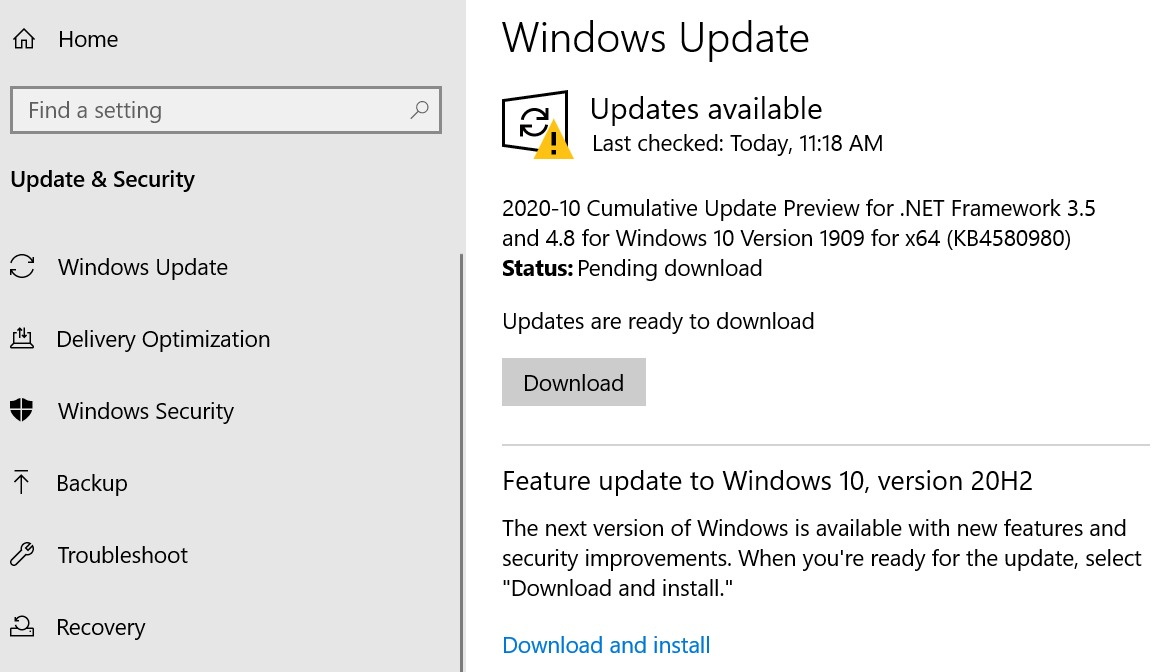 Home
Find a setting
Update & Security
Windows Update
Delivery Optimization
Windows Security
Backup
Troubleshoot
Recovery
Windows Update
Updates available
Last checked: Today, 11:18 AM
2020-10 Cumulative Update Preview for .NET Framework 3.5
and 4.8 for Windows 10 Version 1909 for x64 (KB4580980)
Status: Pending download
Updates are ready to download
Download
Feature update to Windows 10, version 20H2
The next version of Windows is available with new features and
security improvements. When you're ready for the update, select
"Download and install."
Download and install